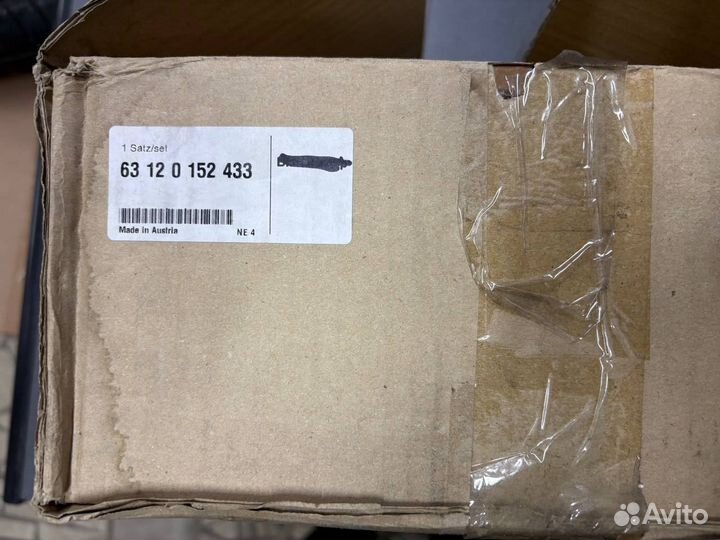 1 Satz/set
63 12 0 152 433
Made in Austria NE 4
Avito